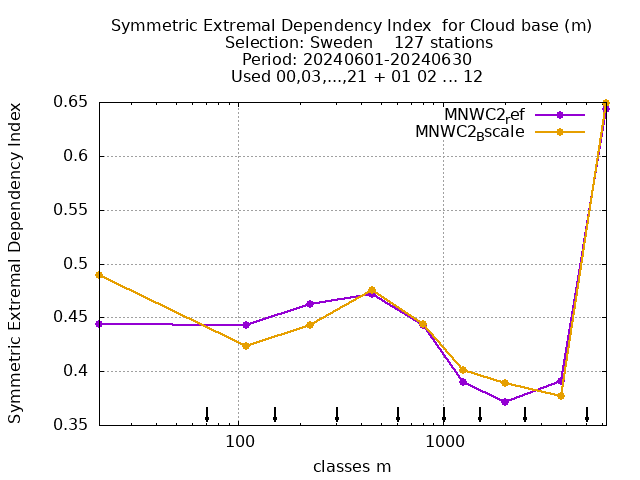 Symmetric Extremal Dependency Index for Cloud base (m)
Selection: Sweden 127 stations
Period: 20240601-20240630
Used 00,03,...,21 + 01 02 ... 12
MNWC2ref
MNWC2Bscale
Symmetric Extremal Dependency Index
0.65
0.6
0.55
0.5
0.45
0.4
0.35
100 1000
classes m